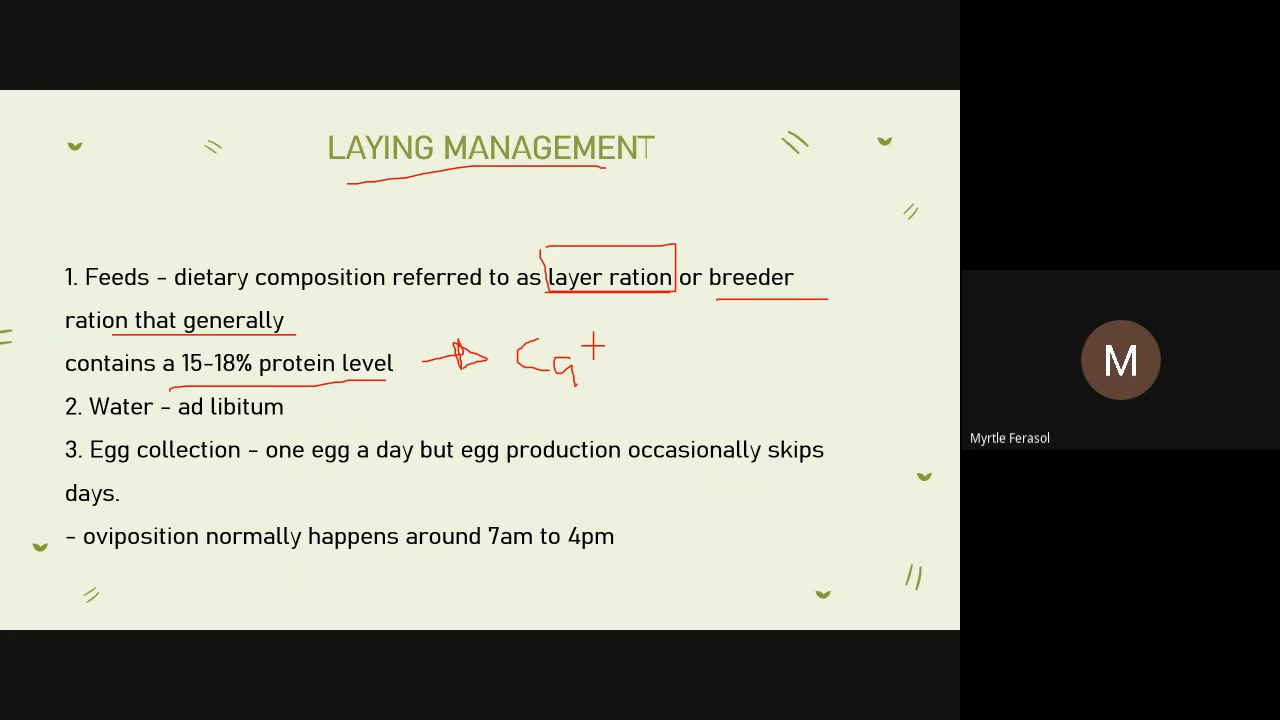 LAYING MANAGEMENT
1. Feeds - dietary composition referred to as layer ration or breeder
ration that generally
contains a 15-18% protein level
Ca+
2. Water - ad libitum
3. Egg collection - one egg a day but egg production occasionally skips
days.
- oviposition normally happens around 7am to 4pm
M
Myrtle Ferasol